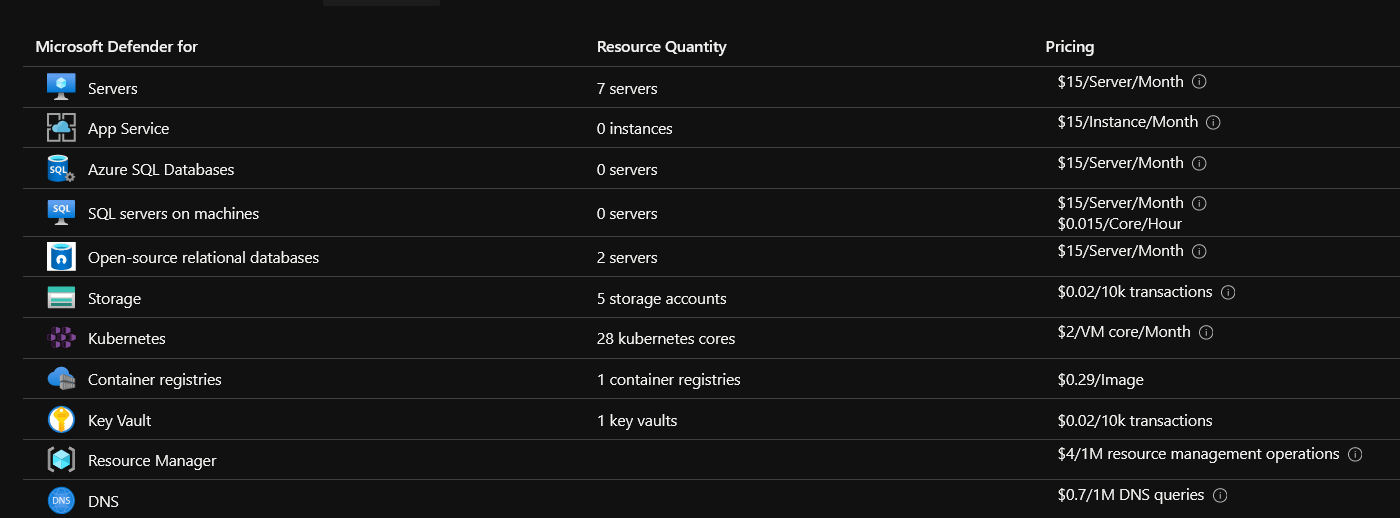 Microsoft Defender for Resource Quantity Pricing
Servers 7 servers $15/Server/Month
App Service 0 instances $15/Instance/Month
SQL Azure SQL Databases 0 servers $15/Server/Month
SQL SQL servers on machines 0 servers $15/Server/Month
$0.015/Core/Hour
Open-source relational databases 2 servers $15/Server/Month
Storage 5 storage accounts $0.02/10k transactions
Kubernetes 28 kubernetes cores $2/VM core/Month
Container registries 1 container registries $0.29/Image
Key Vault 1 key vaults $0.02/10k transactions
Resource Manager $4/1M resource management operations
DNS DNS $0.7/1M DNS queries